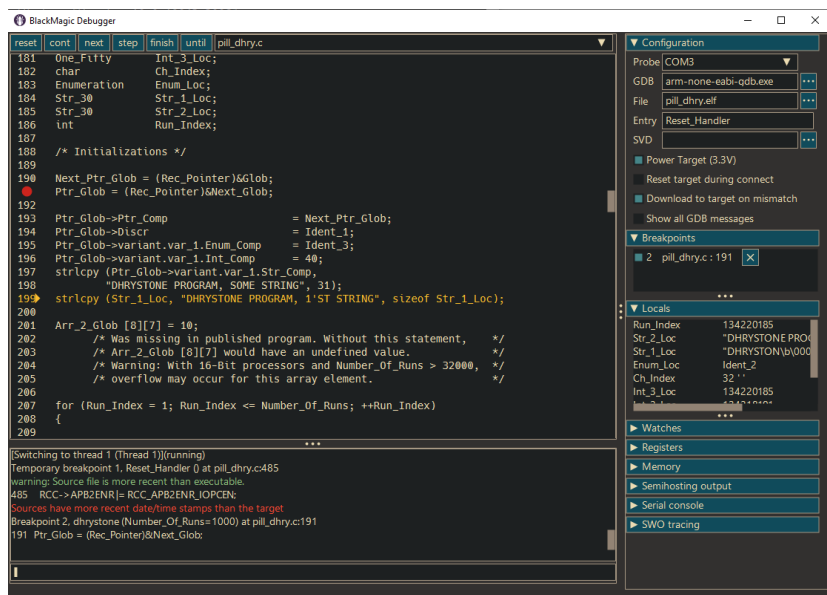 BlackMagic Debugger
reset cont next step finish until pill_dhry.c
181 One_Fifty Int_3_Loc;
182 char Ch_Index;
183 Enumeration Enum_Loc;
184 Str_30 Str_1_Loc;
185 Str_30 Str_2_Loc;
186 int Run_Index;
187
188 /* Initializations */
189
190 Next_Ptr_Glob = (Rec_Pointer)&Glob;
Ptr_Glob = (Rec_Pointer)&Next_Glob;
192
193 Ptr_Glob->Ptr_Comp = Next_Ptr_Glob;
194 Ptr_Glob->Discr = Ident_1;
195 Ptr_Glob->variant.var_1.Enum_Comp = Ident_3;
196 Ptr_Glob->variant.var_1.Int_Comp = 40;
197 strlcpy (Ptr_Glob->variant.var_1.Str_Comp,
198 "DHRYSTONE PROGRAM, SOME STRING", 31);
199 strlcpy (Str_1_Loc, "DHRYSTONE PROGRAM, 1'ST STRING", sizeof Str_1_Loc);
200
201 Arr_2_Glob [8][7] = 10;
202 /* Was missing in published program. Without this statement, */
203 /* Arr_2_Glob [8][7] would have an undefined value. */
204 /* Warning: With 16-Bit processors and Number_Of_Runs > 32000, */
205 /* overflow may occur for this array element. */
206
207 for (Run_Index = 1; Run_Index <= Number_Of_Runs; ++Run_Index)
208 {
209
[Switching to thread 1 (Thread 1)](running)
Temporary breakpoint 1, Reset_Handler () at pill_dhry.c:485
warning: Source file is more recent than executable.
485 RCC->APB2ENR |= RCC_APB2ENR_IOPCEN;
Sources have more recent date/time stamps than the target
Breakpoint 2, dhrystone (Number_Of_Runs=1000) at pill_dhry.c:191
191 Ptr_Glob = (Rec_Pointer)&Next_Glob;
Configuration
Probe COM3
GDB arm-none-eabi-gdb.exe
File pill_dhry.elf
Entry Reset_Handler
SVD
Power Target (3.3V)
Reset target during connect
Download to target on mismatch
Show all GDB messages
Breakpoints
2 pill_dhry.c : 191
Locals
Run_Index 134220185
Str_2_Loc "DHRYSTONE PROG
Str_1_Loc "DHRYSTON\b\000
Enum_Loc Ident_2
Ch_Index 32 ' '
Int_3_Loc 134220185
Watches
Registers
Memory
Semihosting output
Serial console
SWO tracing